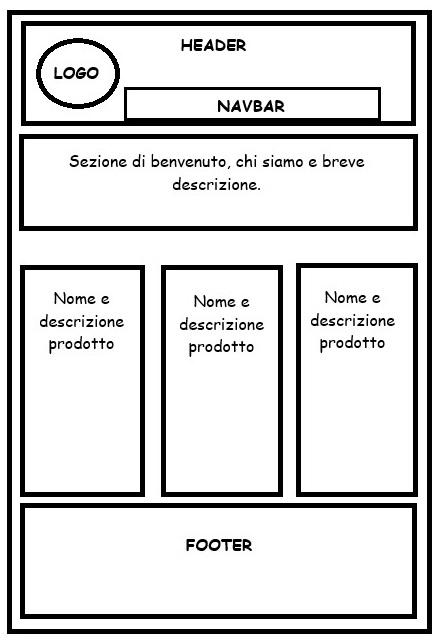 HEADER
LOGO
NAVBAR
Sezione di benvenuto, chi siamo e breve
descrizione.
Nome e
descrizione
prodotto
Nome e
descrizione
prodotto
Nome e
descrizione
prodotto
FOOTER